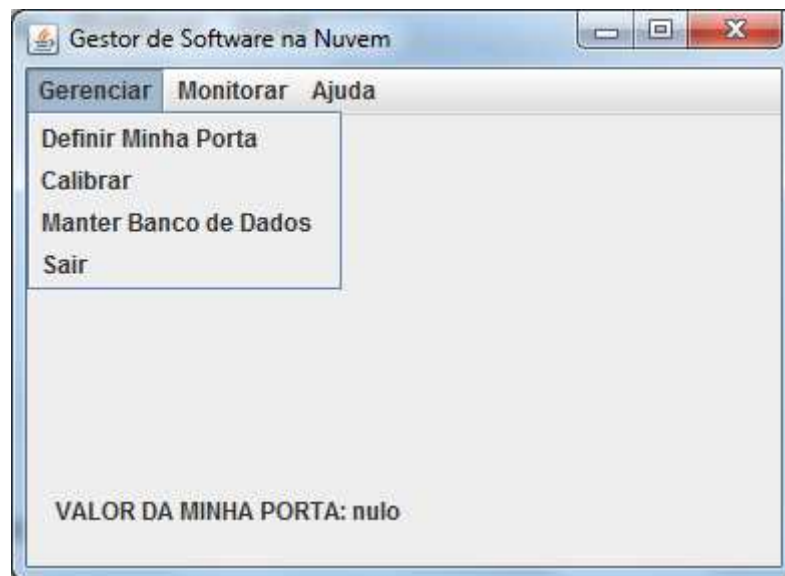 Gestor de Software na Nuvem
Gerenciar Monitorar Ajuda
Definir Minha Porta
Calibrar
Manter Banco de Dados
Sair
VALOR DA MINHA PORTA: nulo